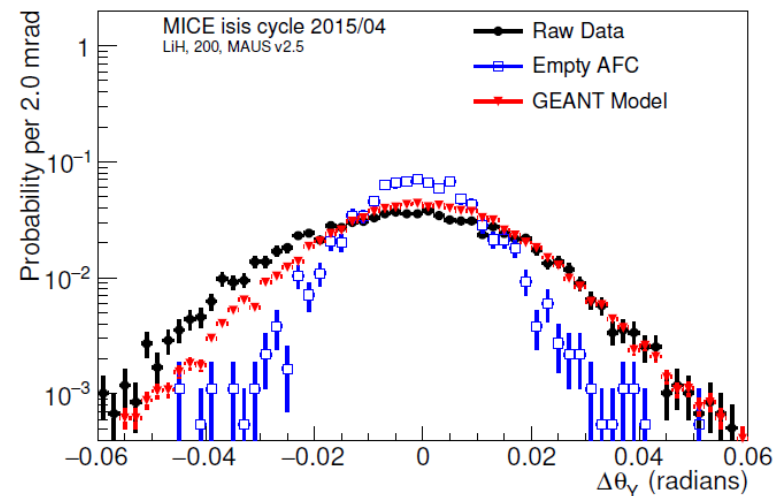 MICE isis cycle 2015/04
LiH, 200, MAUS v2.5
Raw Data
Empty AFC
GEANT Model
Probability per 2.0 mrad
1
10⁻¹
10⁻²
10⁻³
−0.06 −0.04 −0.02 0 0.02 0.04 0.06
Δθ_Y (radians)